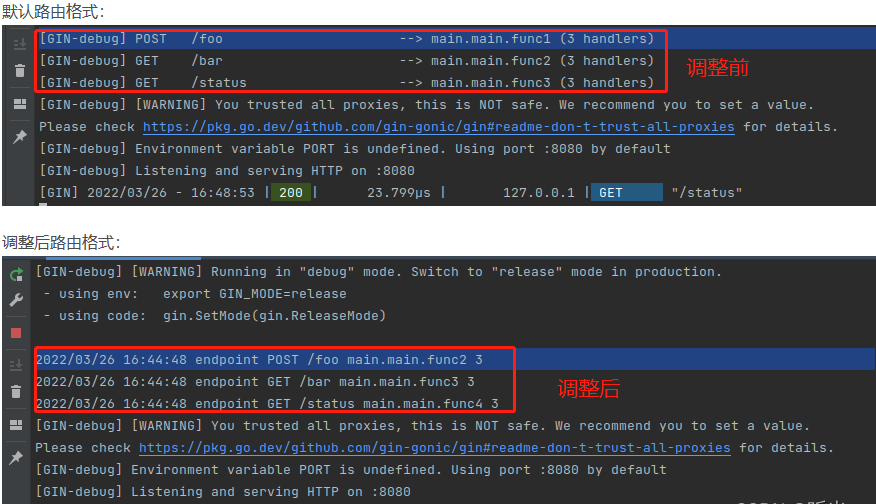 默认路由格式：
[GIN-debug] POST   /foo                      --> main.main.func1 (3 handlers)
[GIN-debug] GET    /bar                      --> main.main.func2 (3 handlers)
[GIN-debug] GET    /status                   --> main.main.func3 (3 handlers)
调整前
[GIN-debug] [WARNING] You trusted all proxies, this is NOT safe. We recommend you to set a value.
Please check https://pkg.go.dev/github.com/gin-gonic/gin#readme-don-t-trust-all-proxies for details.
[GIN-debug] Environment variable PORT is undefined. Using port :8080 by default
[GIN-debug] Listening and serving HTTP on :8080
[GIN] 2022/03/26 - 16:48:53 | 200 |      23.799µs |       127.0.0.1 | GET      "/status"
调整后路由格式：
[GIN-debug] [WARNING] Running in "debug" mode. Switch to "release" mode in production.
- using env:   export GIN_MODE=release
- using code:  gin.SetMode(gin.ReleaseMode)
2022/03/26 16:44:48 endpoint POST /foo main.main.func2 3
2022/03/26 16:44:48 endpoint GET /bar main.main.func3 3
2022/03/26 16:44:48 endpoint GET /status main.main.func4 3
调整后
[GIN-debug] [WARNING] You trusted all proxies, this is NOT safe. We recommend you to set a value.
Please check https://pkg.go.dev/github.com/gin-gonic/gin#readme-don-t-trust-all-proxies for details.
[GIN-debug] Environment variable PORT is undefined. Using port :8080 by default
[GIN-debug] Listening and serving HTTP on :8080